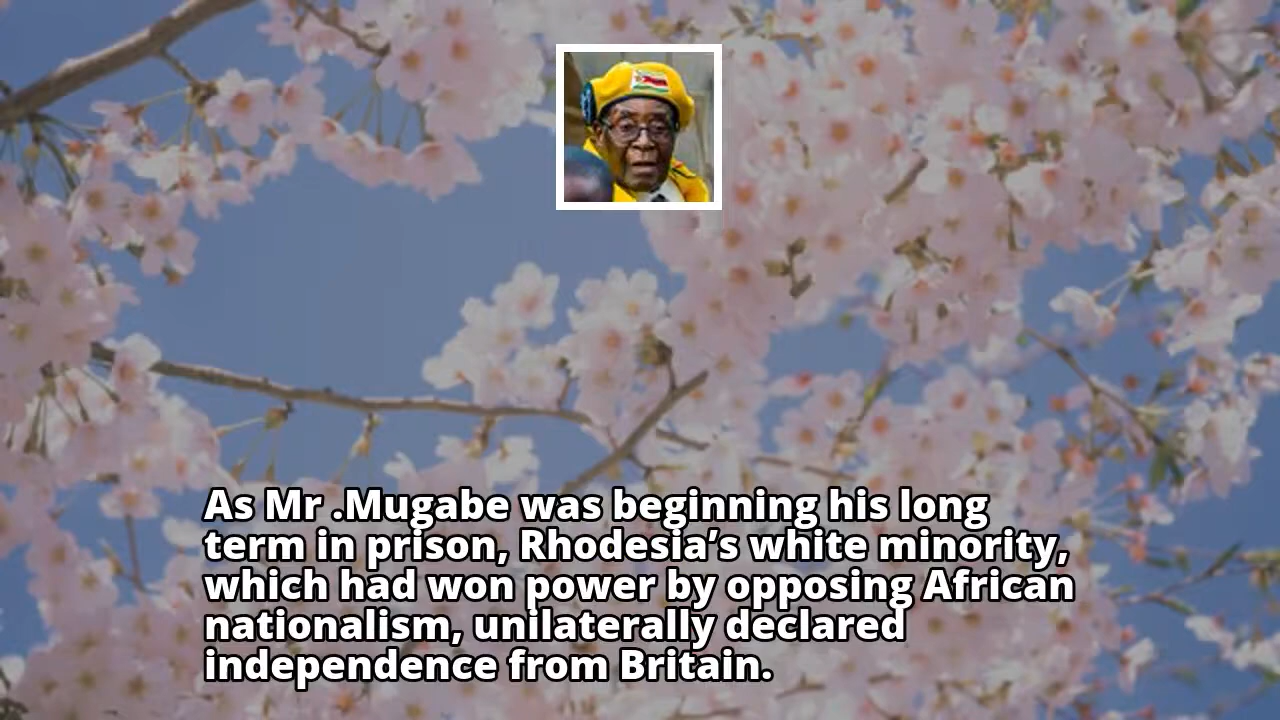 As Mr .Mugabe was beginning his long
term in prison, Rhodesia’s white minority,
which had won power by opposing African
nationalism, unilaterally declared
independence from Britain.